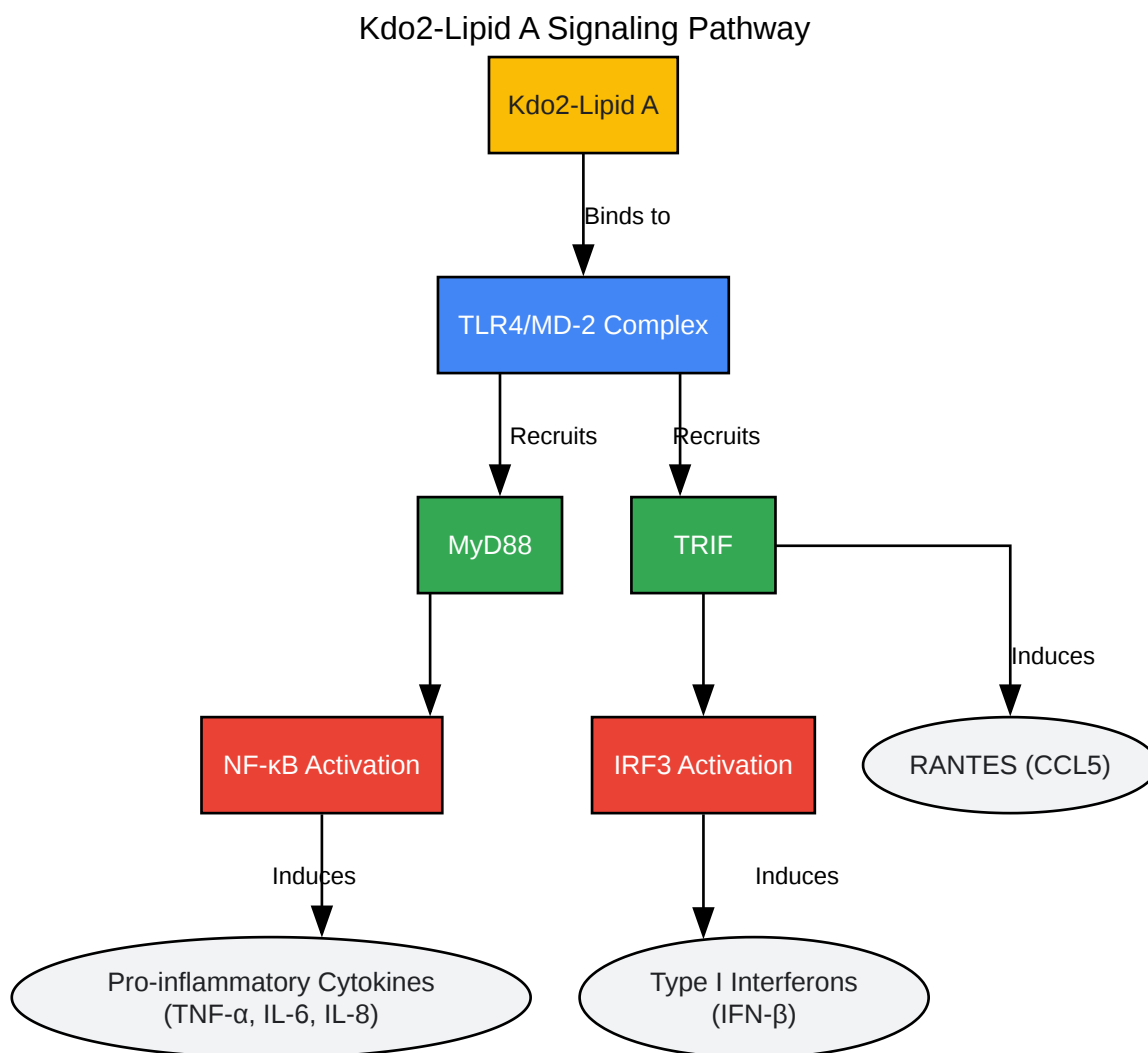 Kdo2-Lipid A Signaling Pathway
Kdo2-Lipid A
Binds to
TLR4/MD-2 Complex
Recruits
Recruits
MyD88
TRIF
Induces
NF-κB Activation
IRF3 Activation
RANTES (CCL5)
Induces
Induces
Pro-inflammatory Cytokines
(TNF-α, IL-6, IL-8)
Type I Interferons
(IFN-β)